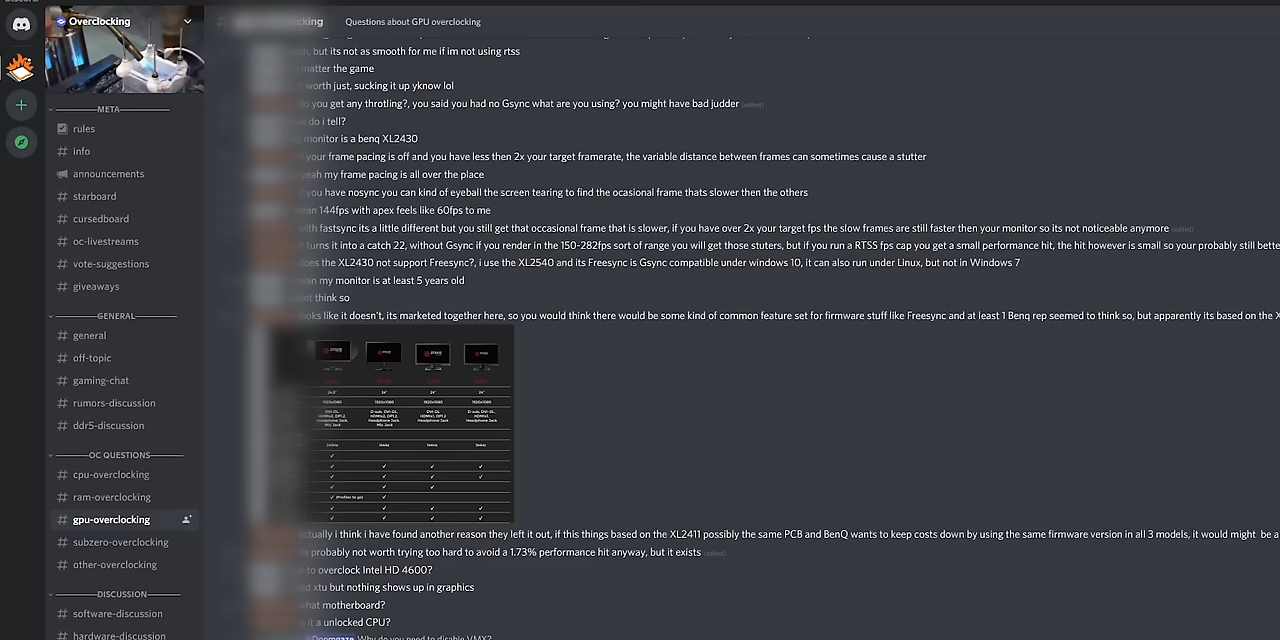 Overclocking
META
rules
info
announcements
starboard
cursedboard
oc-livestreams
vote-suggestions
giveaways
GENERAL
general
off-topic
gaming-chat
rumors-discussion
ddr5-discussion
OC QUESTIONS
cpu-overclocking
ram-overclocking
gpu-overclocking
subzero-overclocking
other-overclocking
DISCUSSION
software-discussion
hardware-discussion
Questions about GPU overclocking
but its not as smooth for me if im not using rtss
matter the game
worth just, sucking it up yknow lol
do you get any throtling?, you said you had no Gsync what are you using? you might have bad judder (edited)
do i tell?
monitor is a benq XL2430
your frame pacing is off and you have less then 2x your target framerate, the variable distance between frames can sometimes cause a stutter
yeah my frame pacing is all over the place
you have nosync you can kind of eyeball the screen tearing to find the ocasional frame thats slower then the others
144fps with apex feels like 60fps to me
with fastsync its a little different but you still get that occasional frame that is slower, if you have over 2x your target fps the slow frames are still faster then your monitor so its not noticeable anymore (edited)
turns it into a catch 22, without Gsync if you render in the 150-282fps sort of range you will get those stuters, but if you run a RTSS fps cap you get a small performance hit, the hit however is small so your probably still
does the XL2430 not support Freesync?, i use the XL2540 and its Freesync is Gsync compatible under windows 10, it can also run under Linux, but not in Windows 7
my monitor is at least 5 years old
think so
looks like it doesn't, its marketed together here, so you would think there would be some kind of common feature set for firmware stuff like Freesync and at least 1 Benq rep seemed to think so, but apparently its based on the
24.5" 24" 24" 24"
1920x1080 1920x1080 1920x1080 1920x1080
240Hz 144Hz 144Hz 144Hz
(Profiles to go)
actually i think i have found another reason they left it out, if this things based on the XL2411 possibly the same PCB and BenQ wants to keep costs down by using the same firmware version in all 3 models, it would might be a
probably not worth trying too hard to avoid a 1.73% performance hit anyway, but it exists (edited)
to overclock Intel HD 4600?
xtu but nothing shows up in graphics
what motherboard?
it a unlocked CPU?
Why do you need to disable VMX?